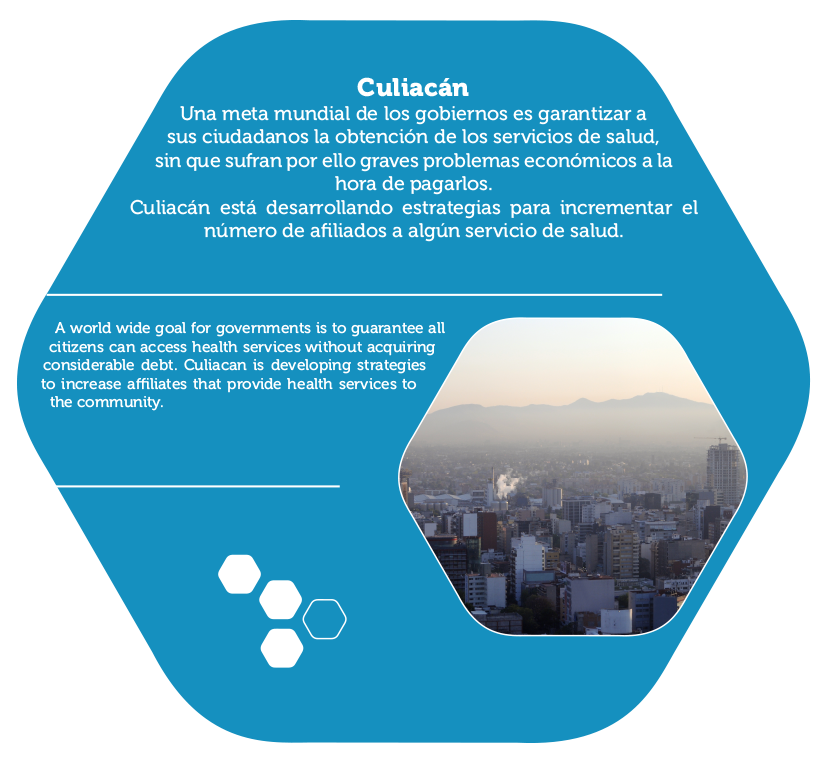 Culiacán
Una meta mundial de los gobiernos es garantizar a
sus ciudadanos la obtención de los servicios de salud,
sin que sufran por ello graves problemas económicos a la
hora de pagarlos.
Culiacán está desarrollando estrategias para incrementar el
número de afiliados a algún servicio de salud.
A world wide goal for governments is to guarantee all
citizens can access health services without acquiring
considerable debt. Culiacan is developing strategies
to increase affiliates that provide health services to
the community.